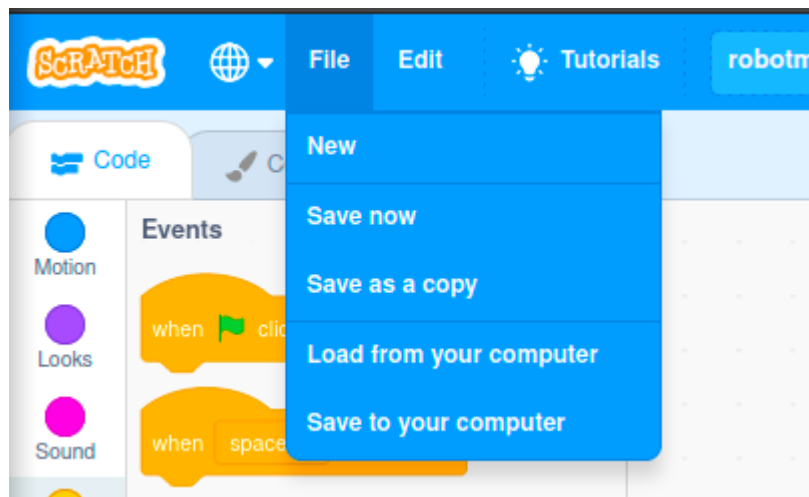 SCRATCH File Edit Tutorials
Code
New
Save now
Save as a copy
Load from your computer
Save to your computer
Motion
Looks
Sound
Events
when
when space